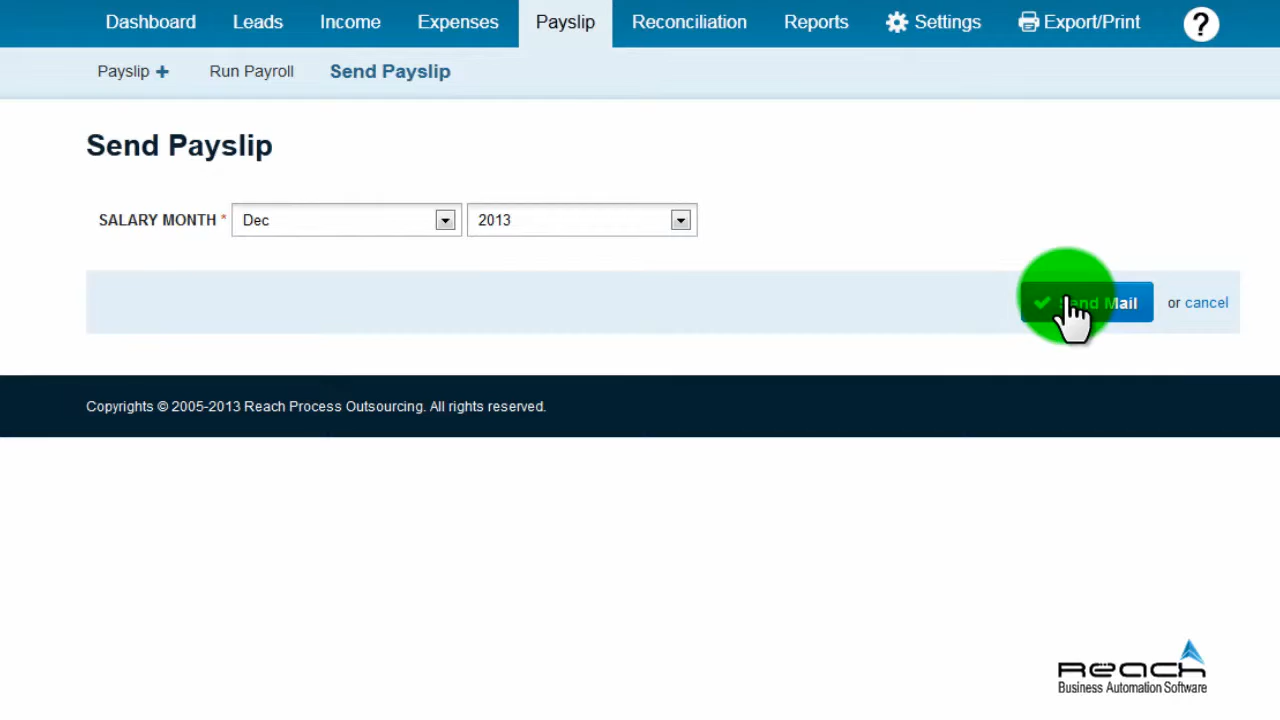 Dashboard Leads Income Expenses Payslip Reconciliation Reports Settings Export/Print ?
Payslip + Run Payroll Send Payslip
Send Payslip
SALARY MONTH * Dec 2013
Send Mail or cancel
Copyrights © 2005-2013 Reach Process Outsourcing. All rights reserved.
Reach
Business Automation Software